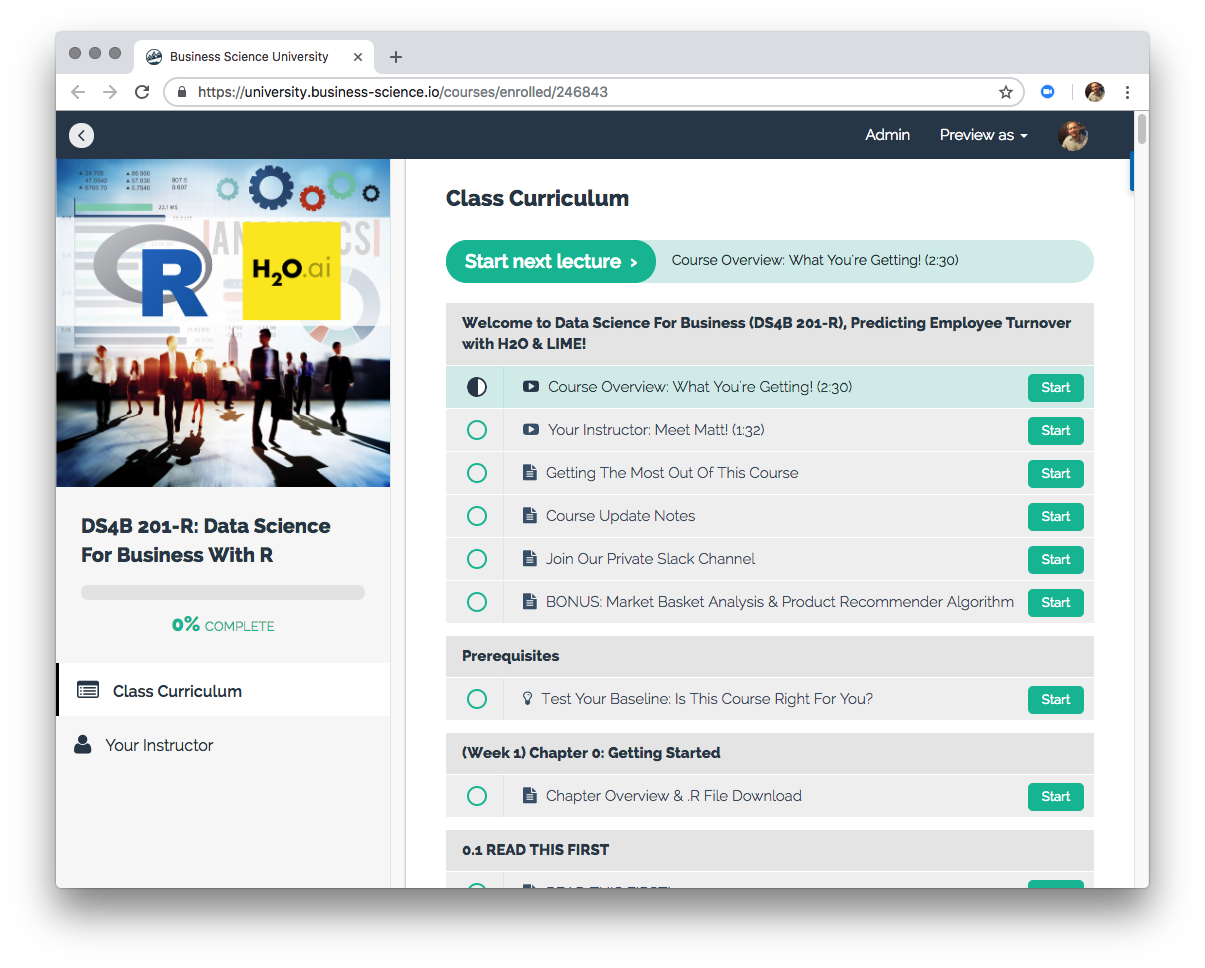 Business Science University
https://university.business-science.io/courses/enrolled/246843
Admin
Preview as
R
H2O.ai
DS4B 201-R: Data Science
For Business With R
0% COMPLETE
Class Curriculum
Your Instructor
Class Curriculum
Start next lecture ›
Course Overview: What You're Getting! (2:30)
Welcome to Data Science For Business (DS4B 201-R), Predicting Employee Turnover
with H2O & LIME!
Course Overview: What You're Getting! (2:30)
Start
Your Instructor: Meet Matt! (1:32)
Start
Getting The Most Out Of This Course
Start
Course Update Notes
Start
Join Our Private Slack Channel
Start
BONUS: Market Basket Analysis & Product Recommender Algorithm
Start
Prerequisites
Test Your Baseline: Is This Course Right For You?
Start
(Week 1) Chapter 0: Getting Started
Chapter Overview & .R File Download
Start
0.1 READ THIS FIRST